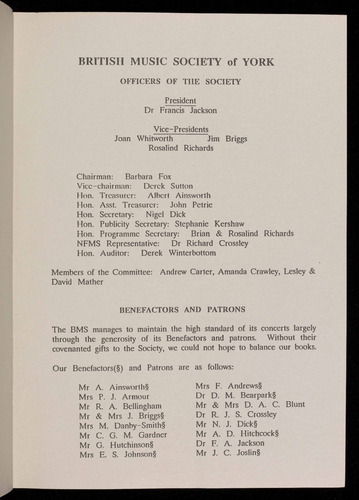 BRITISH MUSIC SOCIETY of YORK
OFFICERS OF THE SOCIETY
President
Dr Francis Jackson
Vice-Presidents
Joan Whitworth Jim Briggs
Rosalind Richards
Chairman: Barbara Fox
Vice-chairman: Derek Sutton
Hon. Treasurer: Albert Ainsworth
Hon. Asst. Treasurer: John Petrie
Hon. Secretary: Nigel Dick
Hon. Publicity Secretary: Stephanie Kershaw
Hon. Programme Secretary: Brian & Rosalind Richards
NFMS Representative: Dr Richard Crossley
Hon. Auditor: Derek Winterbottom
Members of the Committee: Andrew Carter, Amanda Crawley, Lesley &
David Mather
BENEFACTORS AND PATRONS
The BMS manages to maintain the high standard of its concerts largely
through the generosity of its Benefactors and patrons. Without their
covenanted gifts to the Society, we could not hope to balance our books.
Our Benefactors(§) and Patrons are as follows:
Mr A. Ainsworth§
Mrs P. J. Armour
Mr R. A. Bellingham
Mr & Mrs J. Briggs§
Mrs M. Danby-Smith§
Mr C. G. M. Gardner
Mr G. Hutchinson§
Mrs E. S. Johnson§
Mrs F. Andrews§
Dr D. M. Bearpark§
Mr & Mrs D. A. C. Blunt
Dr R. J. S. Crossley
Mr N. J. Dick§
Mr A. D. Hitchcock§
Dr F. A. Jackson
Mr J. C. Joslin§